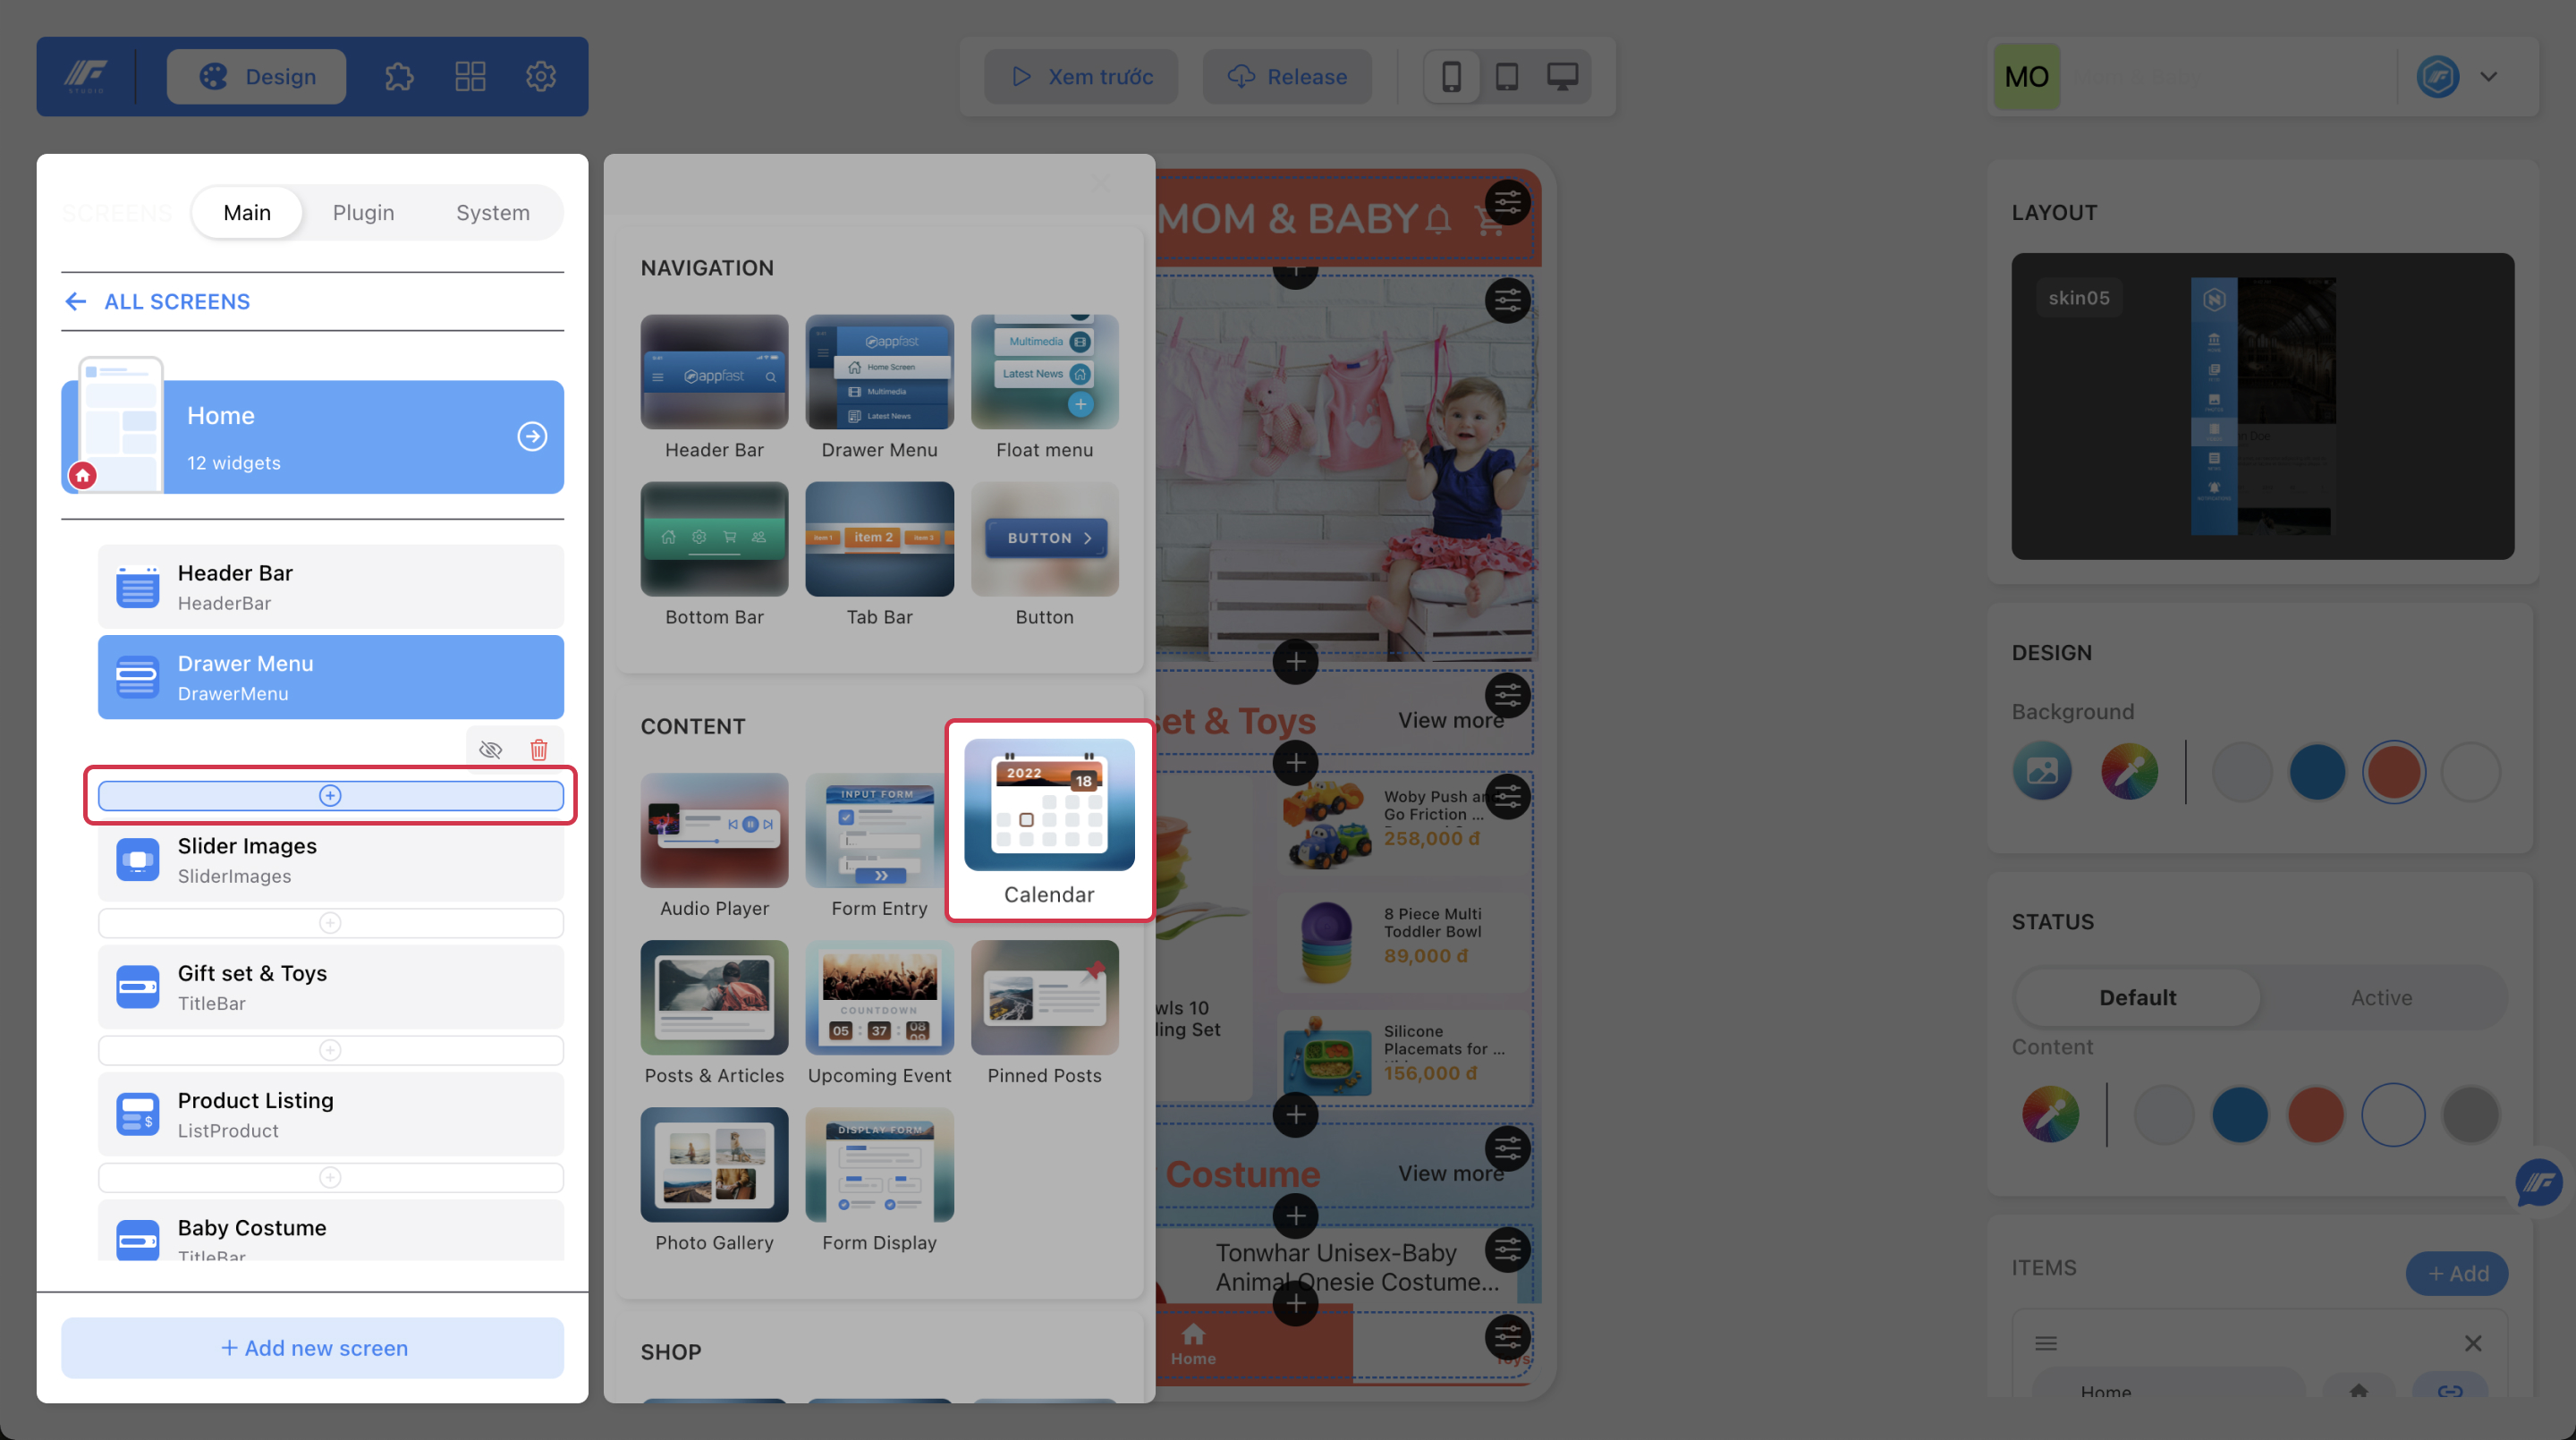 STUDIO
Design
Xem trước
Release
MO
SCREENS
Main
Plugin
System
ALL SCREENS
Home
12 widgets
Header Bar
HeaderBar
Drawer Menu
DrawerMenu
Slider Images
SliderImages
Gift set & Toys
TitleBar
Product Listing
ListProduct
Baby Costume
TitleBar
+ Add new screen
NAVIGATION
appfast
Header Bar
appfast
Home Screen
Multimedia
Latest News
Drawer Menu
Multimedia
Latest News
Float menu
Bottom Bar
item 1
item 2
item 3
Tab Bar
BUTTON
Button
CONTENT
Audio Player
INPUT FORM
Form Entry
2022
18
Calendar
Posts & Articles
COUNTDOWN
05 : 37 :
Upcoming Event
Pinned Posts
Photo Gallery
DISPLAY FORM
Form Display
SHOP
MOM & BABY
set & Toys
View more
Woby Push an
Go Friction ...
258,000 đ
8 Piece Multi
Toddler Bowl
89,000 đ
wls 10
ling Set
Silicone
Placemats for ...
156,000 đ
Costume
View more
Tonwhar Unisex-Baby
Animal Onesie Costume...
Home
Toys
LAYOUT
skin05
n Doe
DESIGN
Background
STATUS
Default
Active
Content
ITEMS
+ Add
Home